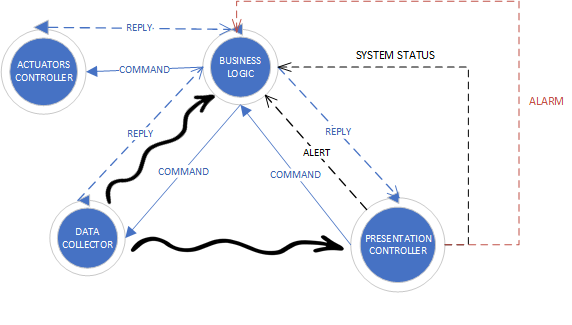 REPLY
ACTUATORS
CONTROLLER
COMMAND
BUSINESS
LOGIC
SYSTEM STATUS
ALARM
REPLY
REPLY
ALERT
COMMAND
COMMAND
DATA
COLLECTOR
PRESENTATION
CONTROLLER